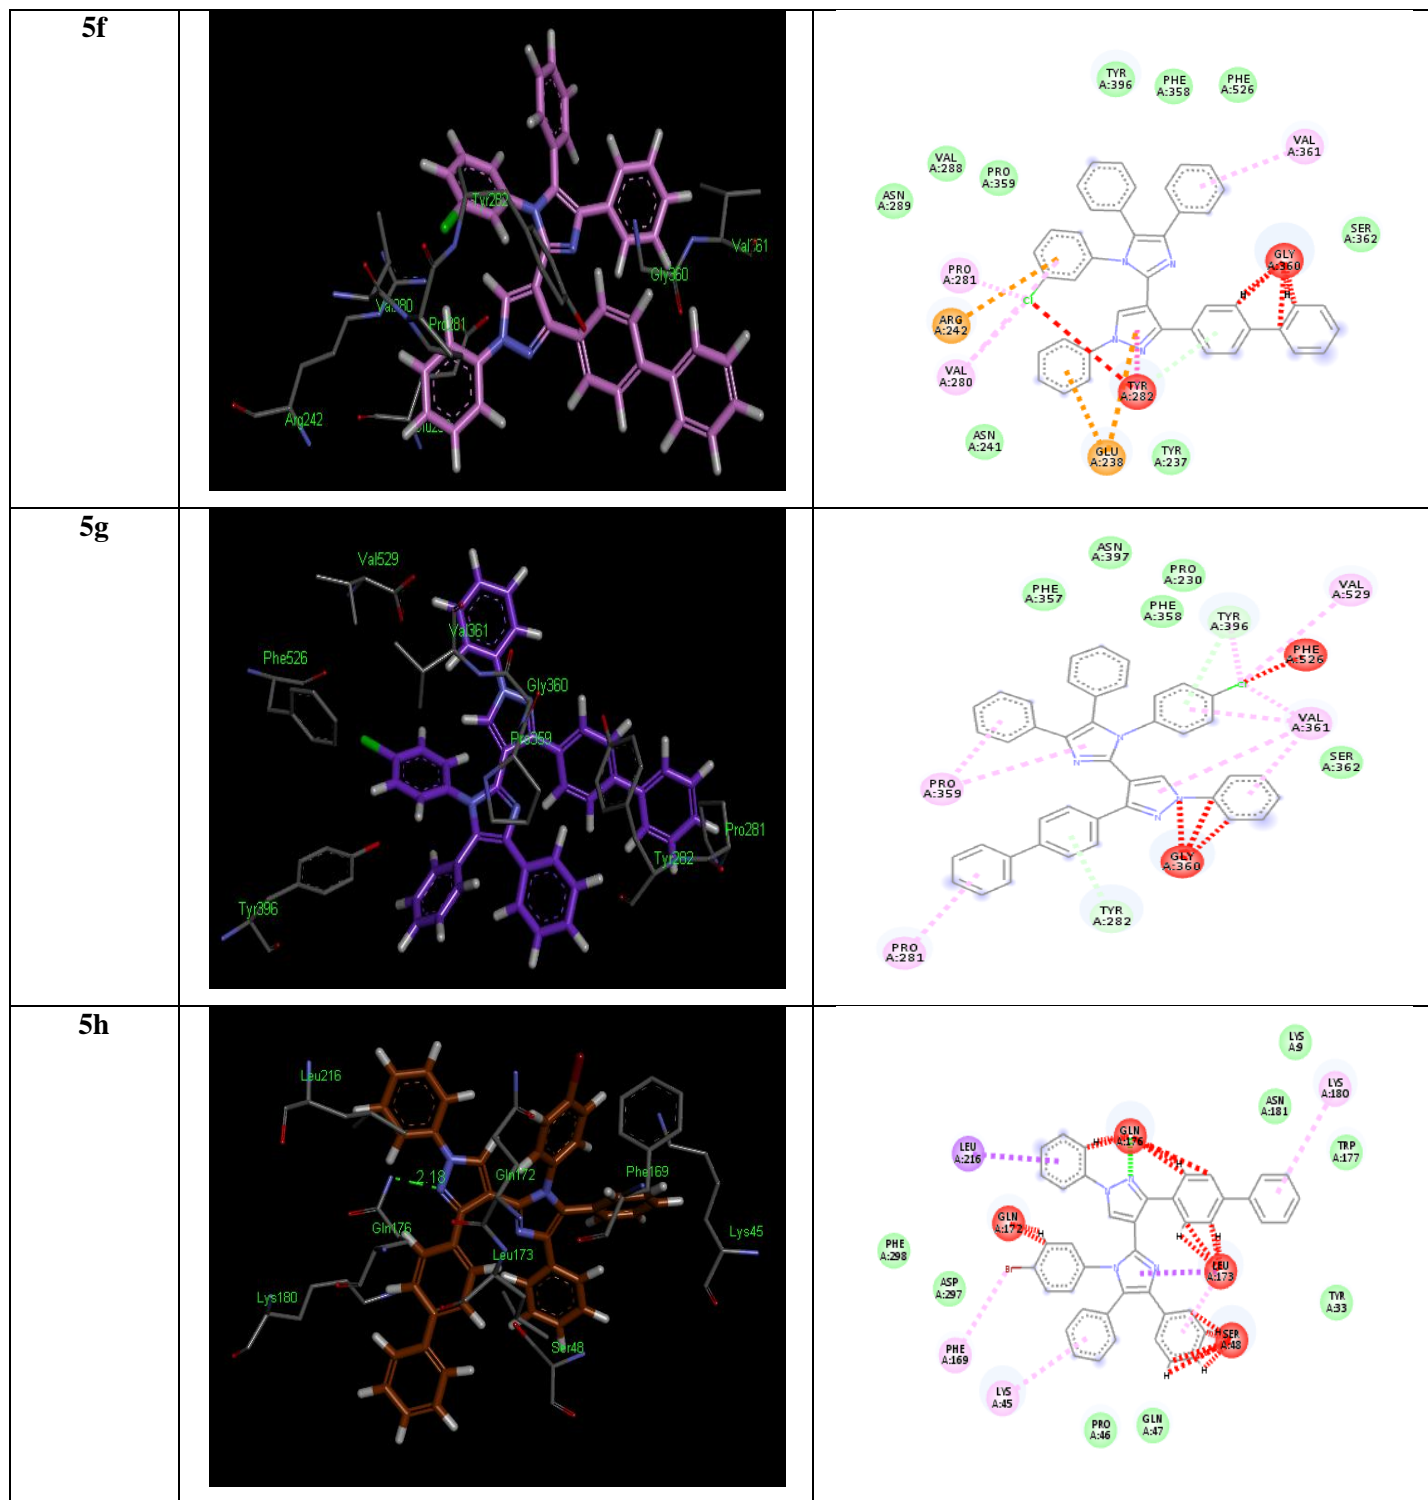 5f
Tyr282
Val361
Gly360
Val280
Pro281
Arg242
TYR
A:396
PHE
A:358
PHE
A:526
VAL
A:361
VAL
A:288
PRO
A:359
ASN
A:289
SER
A:362
GLY
A:360
PRO
A:281
H
H
N
N
Cl
ARG
A:242
N
N
VAL
A:280
TYR
A:282
ASN
A:241
GLU
A:238
TYR
A:237
5g
Val529
Val361
Phe526
Gly360
Pro359
Pro281
Tyr282
Tyr396
ASN
A:397
PRO
A:230
PHE
A:357
PHE
A:358
VAL
A:529
TYR
A:396
PHE
A:526
Cl
VAL
A:361
N
N
SER
A:362
PRO
A:359
N
N
GLY
A:360
TYR
A:282
PRO
A:281
5h
Leu216
2.18
Gln172
Phe169
Gln176
Lys45
Leu173
Lys180
Ser48
LYS
A:9
LYS
A:180
ASN
A:181
GLN
A:176
TRP
A:177
LEU
A:216
H
H
H
N
N
GLN
A:172
H
H
H
PHE
A:298
Br
N
N
LEU
A:173
ASP
A:297
TYR
A:33
H
SER
A:48
PHE
A:169
H
H
LYS
A:45
PRO
A:46
GLN
A:47